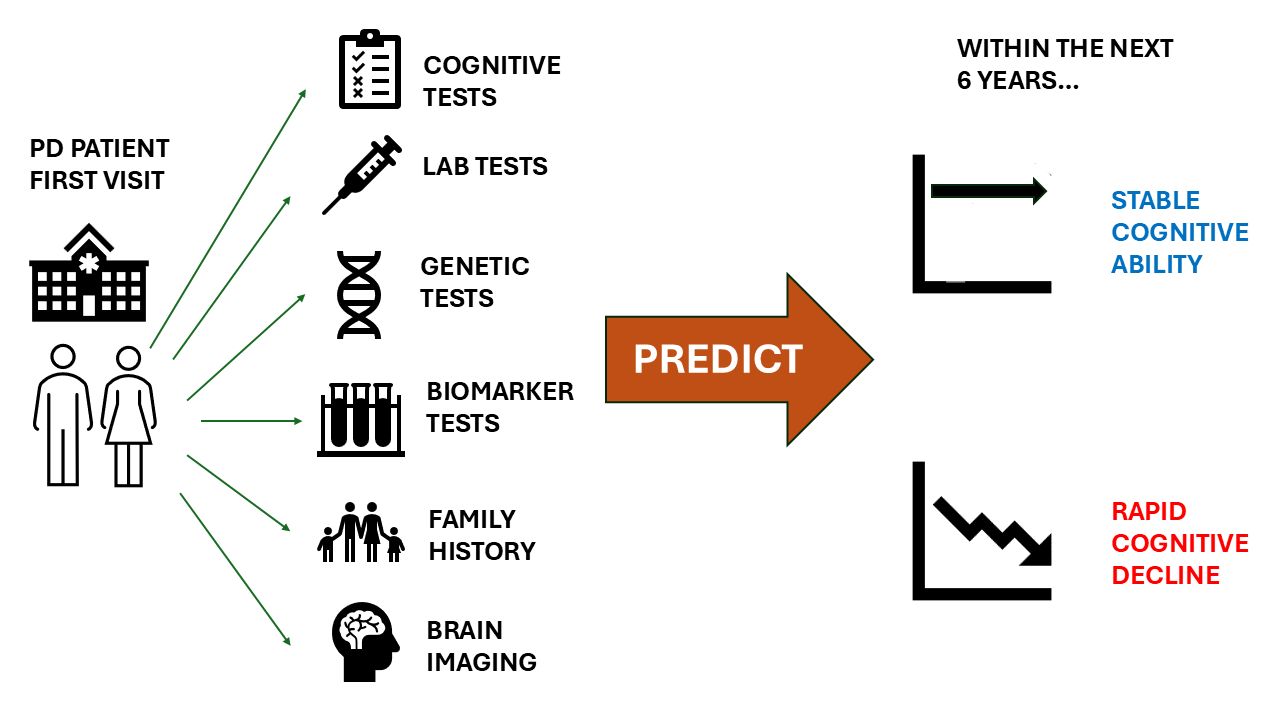 PD PATIENT
FIRST VISIT
COGNITIVE
TESTS
LAB TESTS
GENETIC
TESTS
BIOMARKER
TESTS
FAMILY
HISTORY
BRAIN
IMAGING
PREDICT
WITHIN THE NEXT
6 YEARS...
STABLE
COGNITIVE
ABILITY
RAPID
COGNITIVE
DECLINE